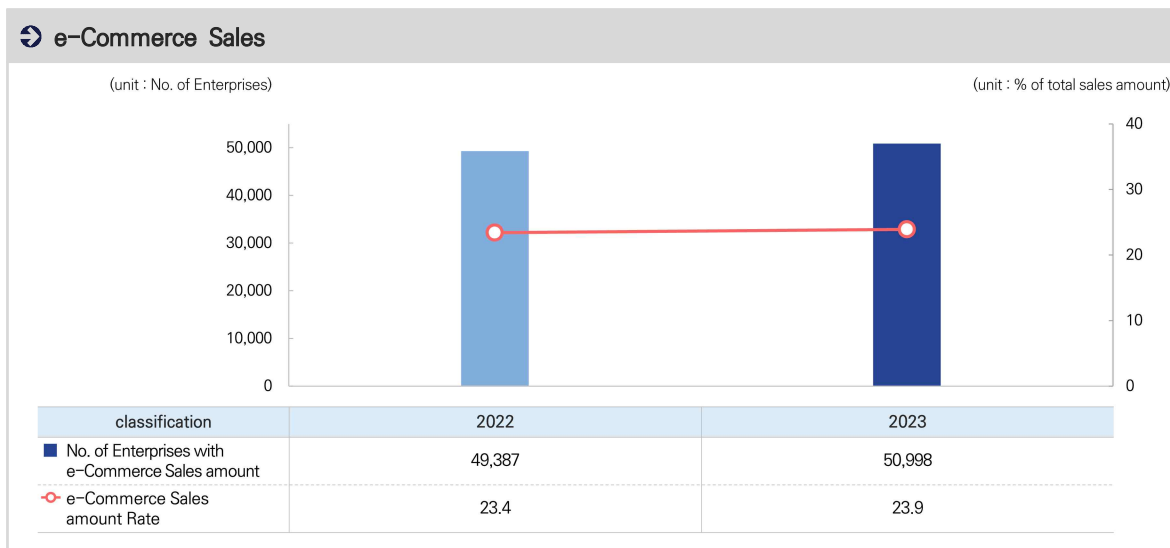 e-Commerce Sales
(unit : No. of Enterprises) (unit : % of total sales amount)
50,000
40,000
30,000
20,000
10,000
0
40
30
20
10
0
classification 2022 2023
No. of Enterprises with
e-Commerce Sales amount 49,387 50,998
e-Commerce Sales
amount Rate 23.4 23.9